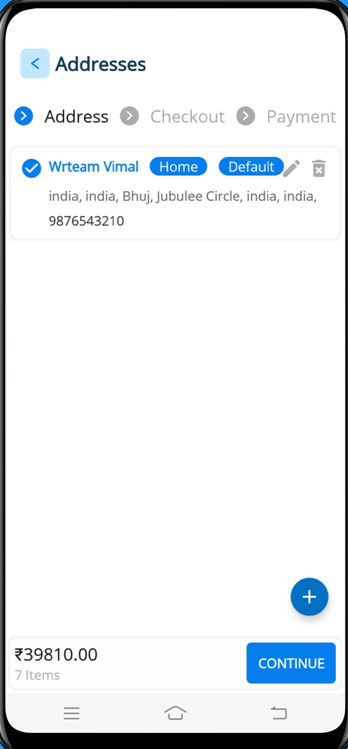 Addresses
Address Checkout Payment
Wrteam Vimal Home Default
india, india, Bhuj, Jubulee Circle, india, india,
9876543210
₹39810.00
7 Items
CONTINUE